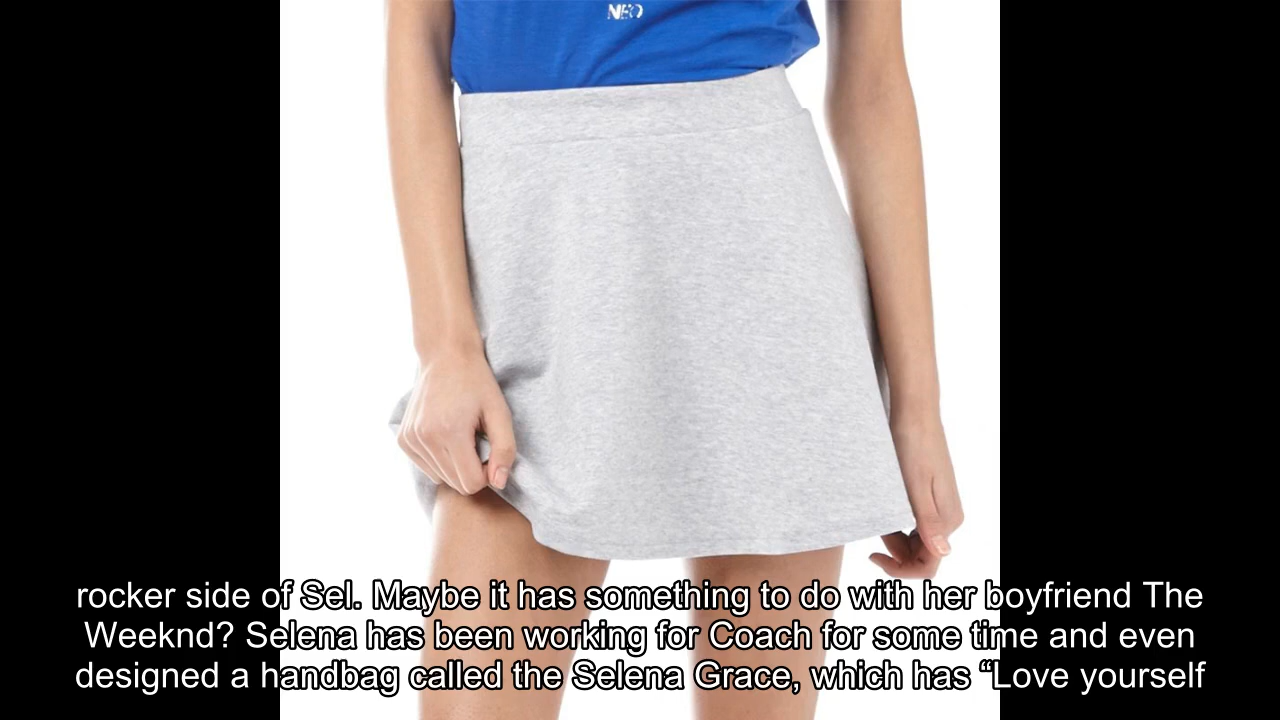 NEO
rocker side of Sel. Maybe it has something to do with her boyfriend The
Weeknd? Selena has been working for Coach for some time and even
designed a handbag called the Selena Grace, which has “Love yourself